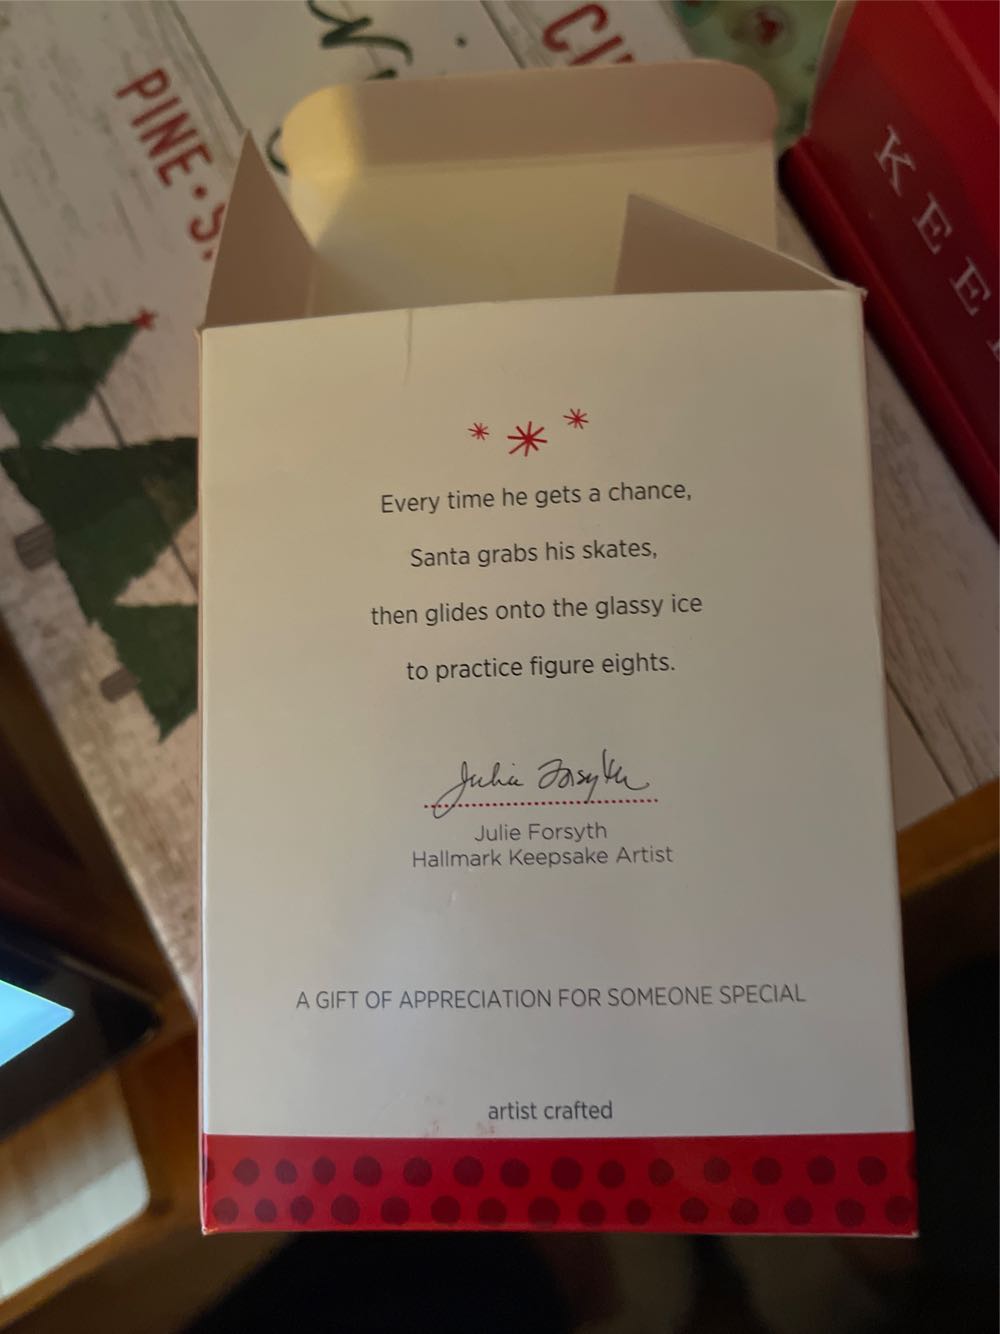 PINE
KEE
Every time he gets a chance,
Santa grabs his skates,
then glides onto the glassy ice
to practice figure eights.
Julie Forsyth
Julie Forsyth
Hallmark Keepsake Artist
A GIFT OF APPRECIATION FOR SOMEONE SPECIAL
artist crafted